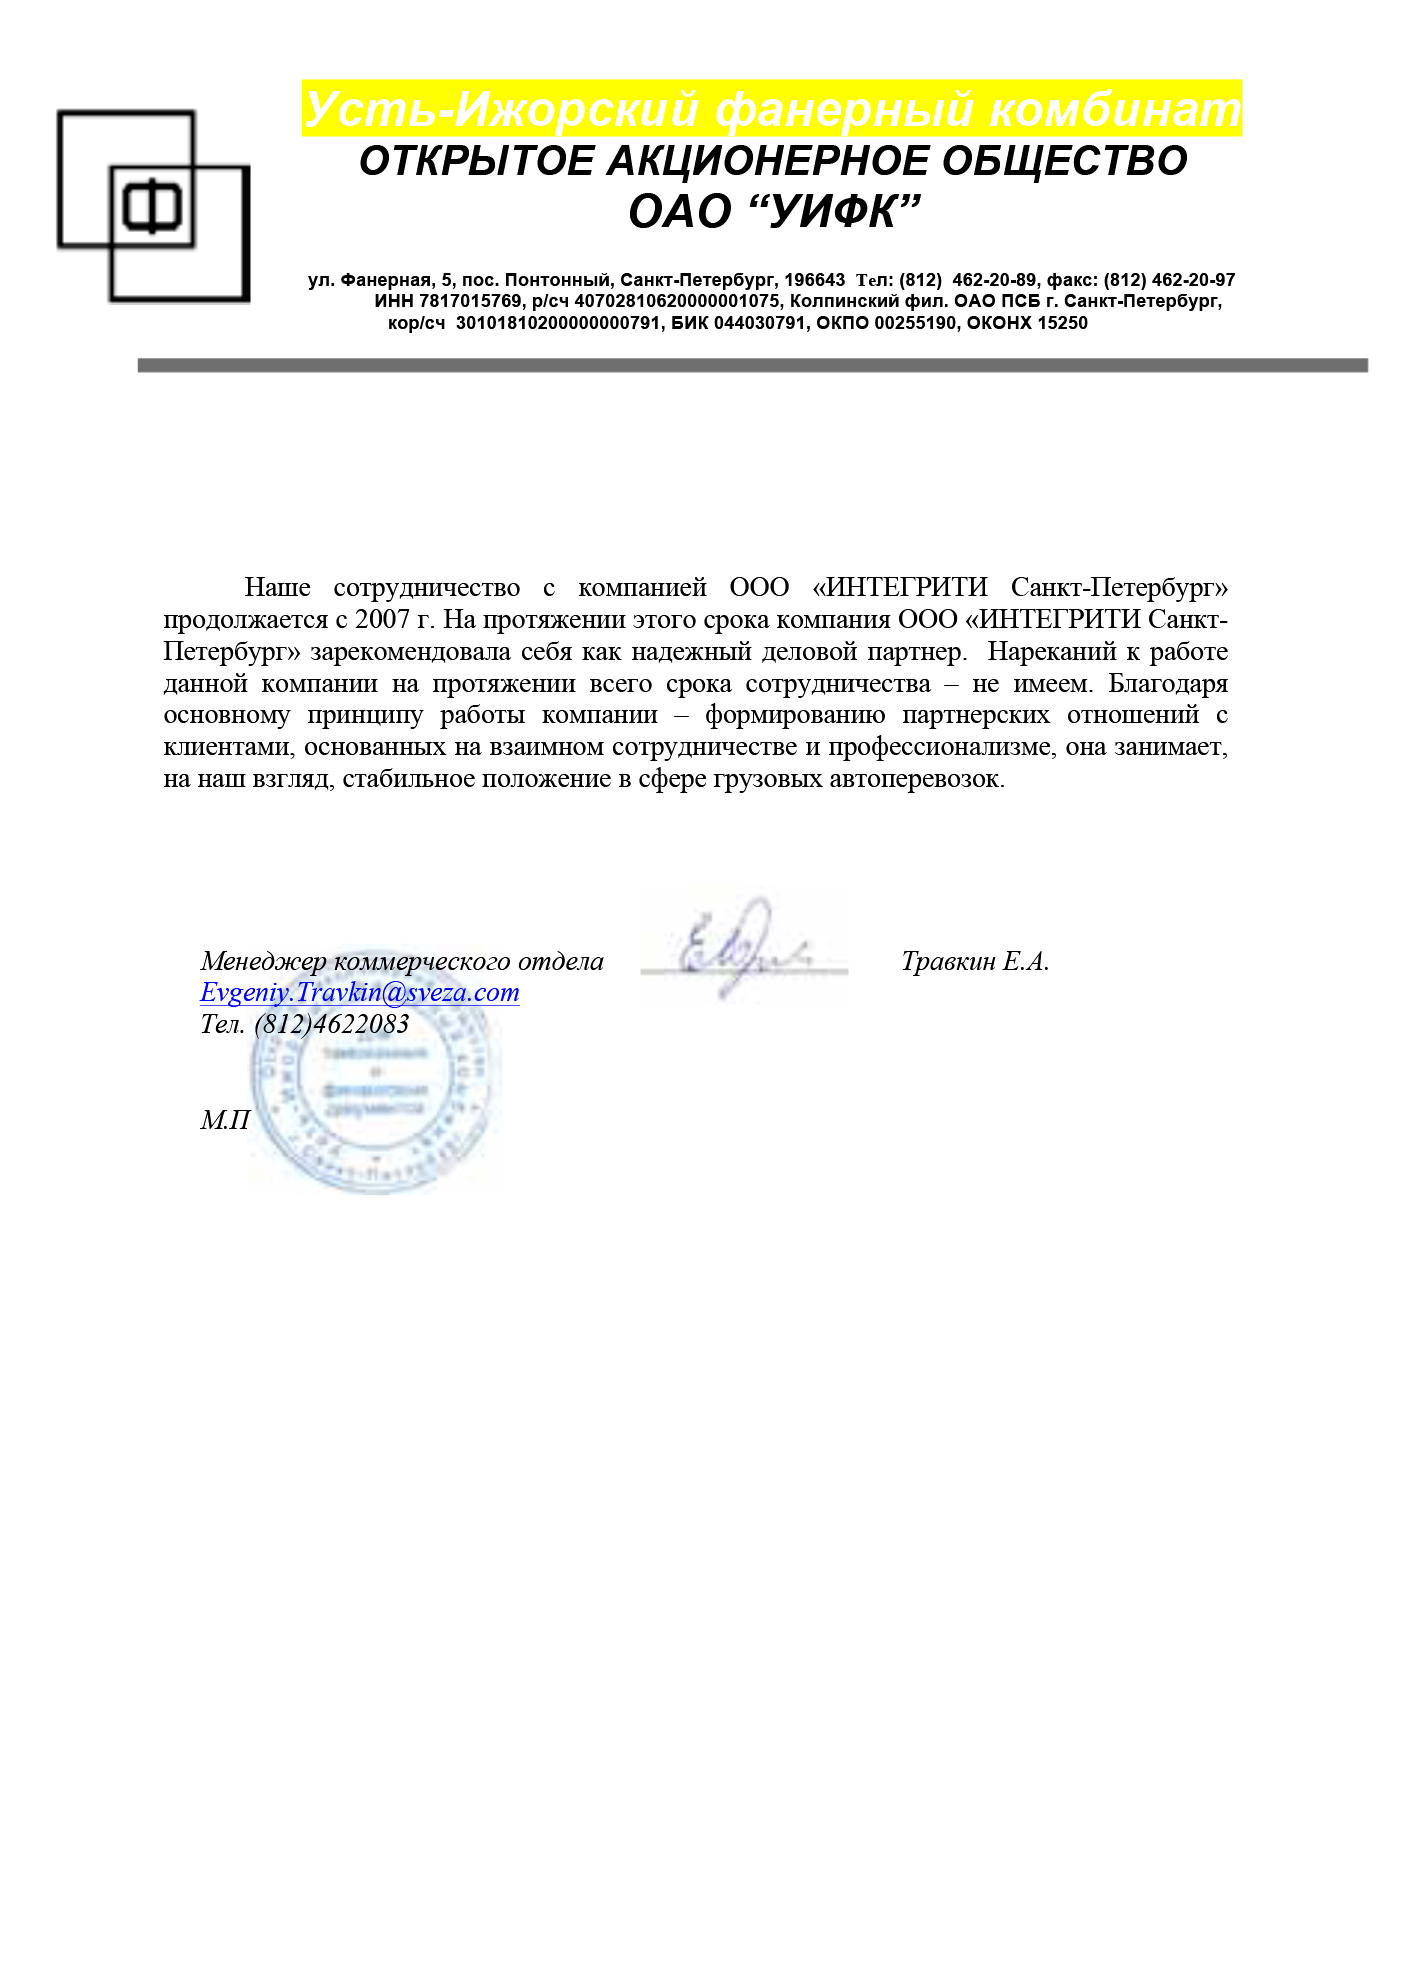 Усть-Ижорский фанерный комбинат
ОТКРЫТОЕ АКЦИОНЕРНОЕ ОБЩЕСТВО
ОАО “УИФК”
Ф
ул. Фанерная, 5, пос. Понтонный, Санкт-Петербург, 196643 Тел: (812) 462-20-89, факс: (812) 462-20-97
ИНН 7817015769, р/сч 40702810620000001075, Колпинский фил. ОАО ПСБ г. Санкт-Петербург,
кор/сч 30101810200000000791, БИК 044030791, ОКПО 00255190, ОКОНХ 15250
Наше сотрудничество с компанией ООО «ИНТЕГРИТИ Санкт-Петербург»
продолжается с 2007 г. На протяжении этого срока компания ООО «ИНТЕГРИТИ Санкт-
Петербург» зарекомендовала себя как надежный деловой партнер. Нареканий к работе
данной компании на протяжении всего срока сотрудничества – не имеем. Благодаря
основному принципу работы компании – формированию партнерских отношений с
клиентами, основанных на взаимном сотрудничестве и профессионализме, она занимает,
на наш взгляд, стабильное положение в сфере грузовых автоперевозок.
Менеджер коммерческого отдела Травкин Е.А.
Evgeniy.Travkin@sveza.com
Тел. (812)4622083
Для
таможенных
и
финансовых
документов
г. Санкт-Петербург
М.П